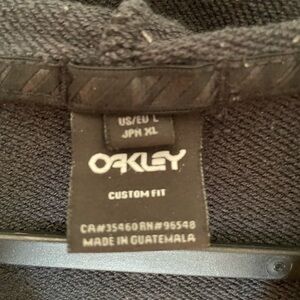 US/EU L
JPN XL
OAKLEY
CUSTOM FIT
CA#35460 RN#96548
MADE IN GUATEMALA